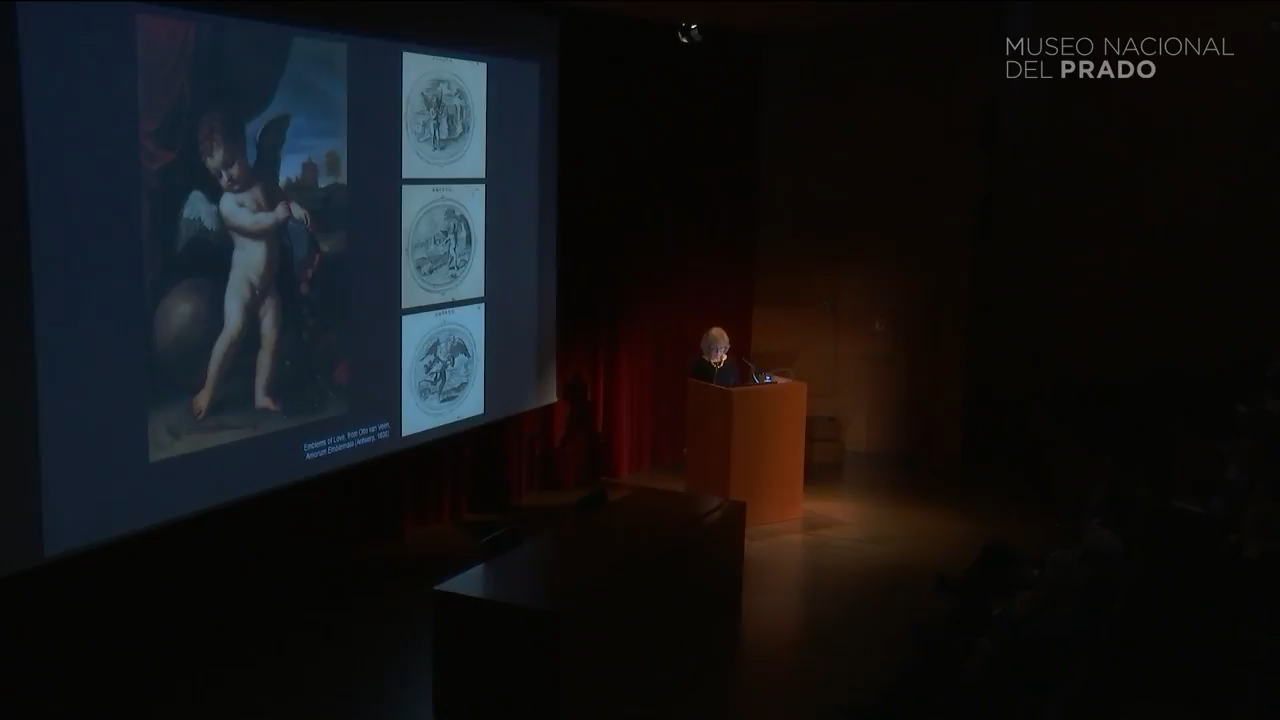 MUSEO NACIONAL
DEL PRADO
Emblems of Love, from Otto van Veen,
Amorum Emblemata (Antwerp, 1608)